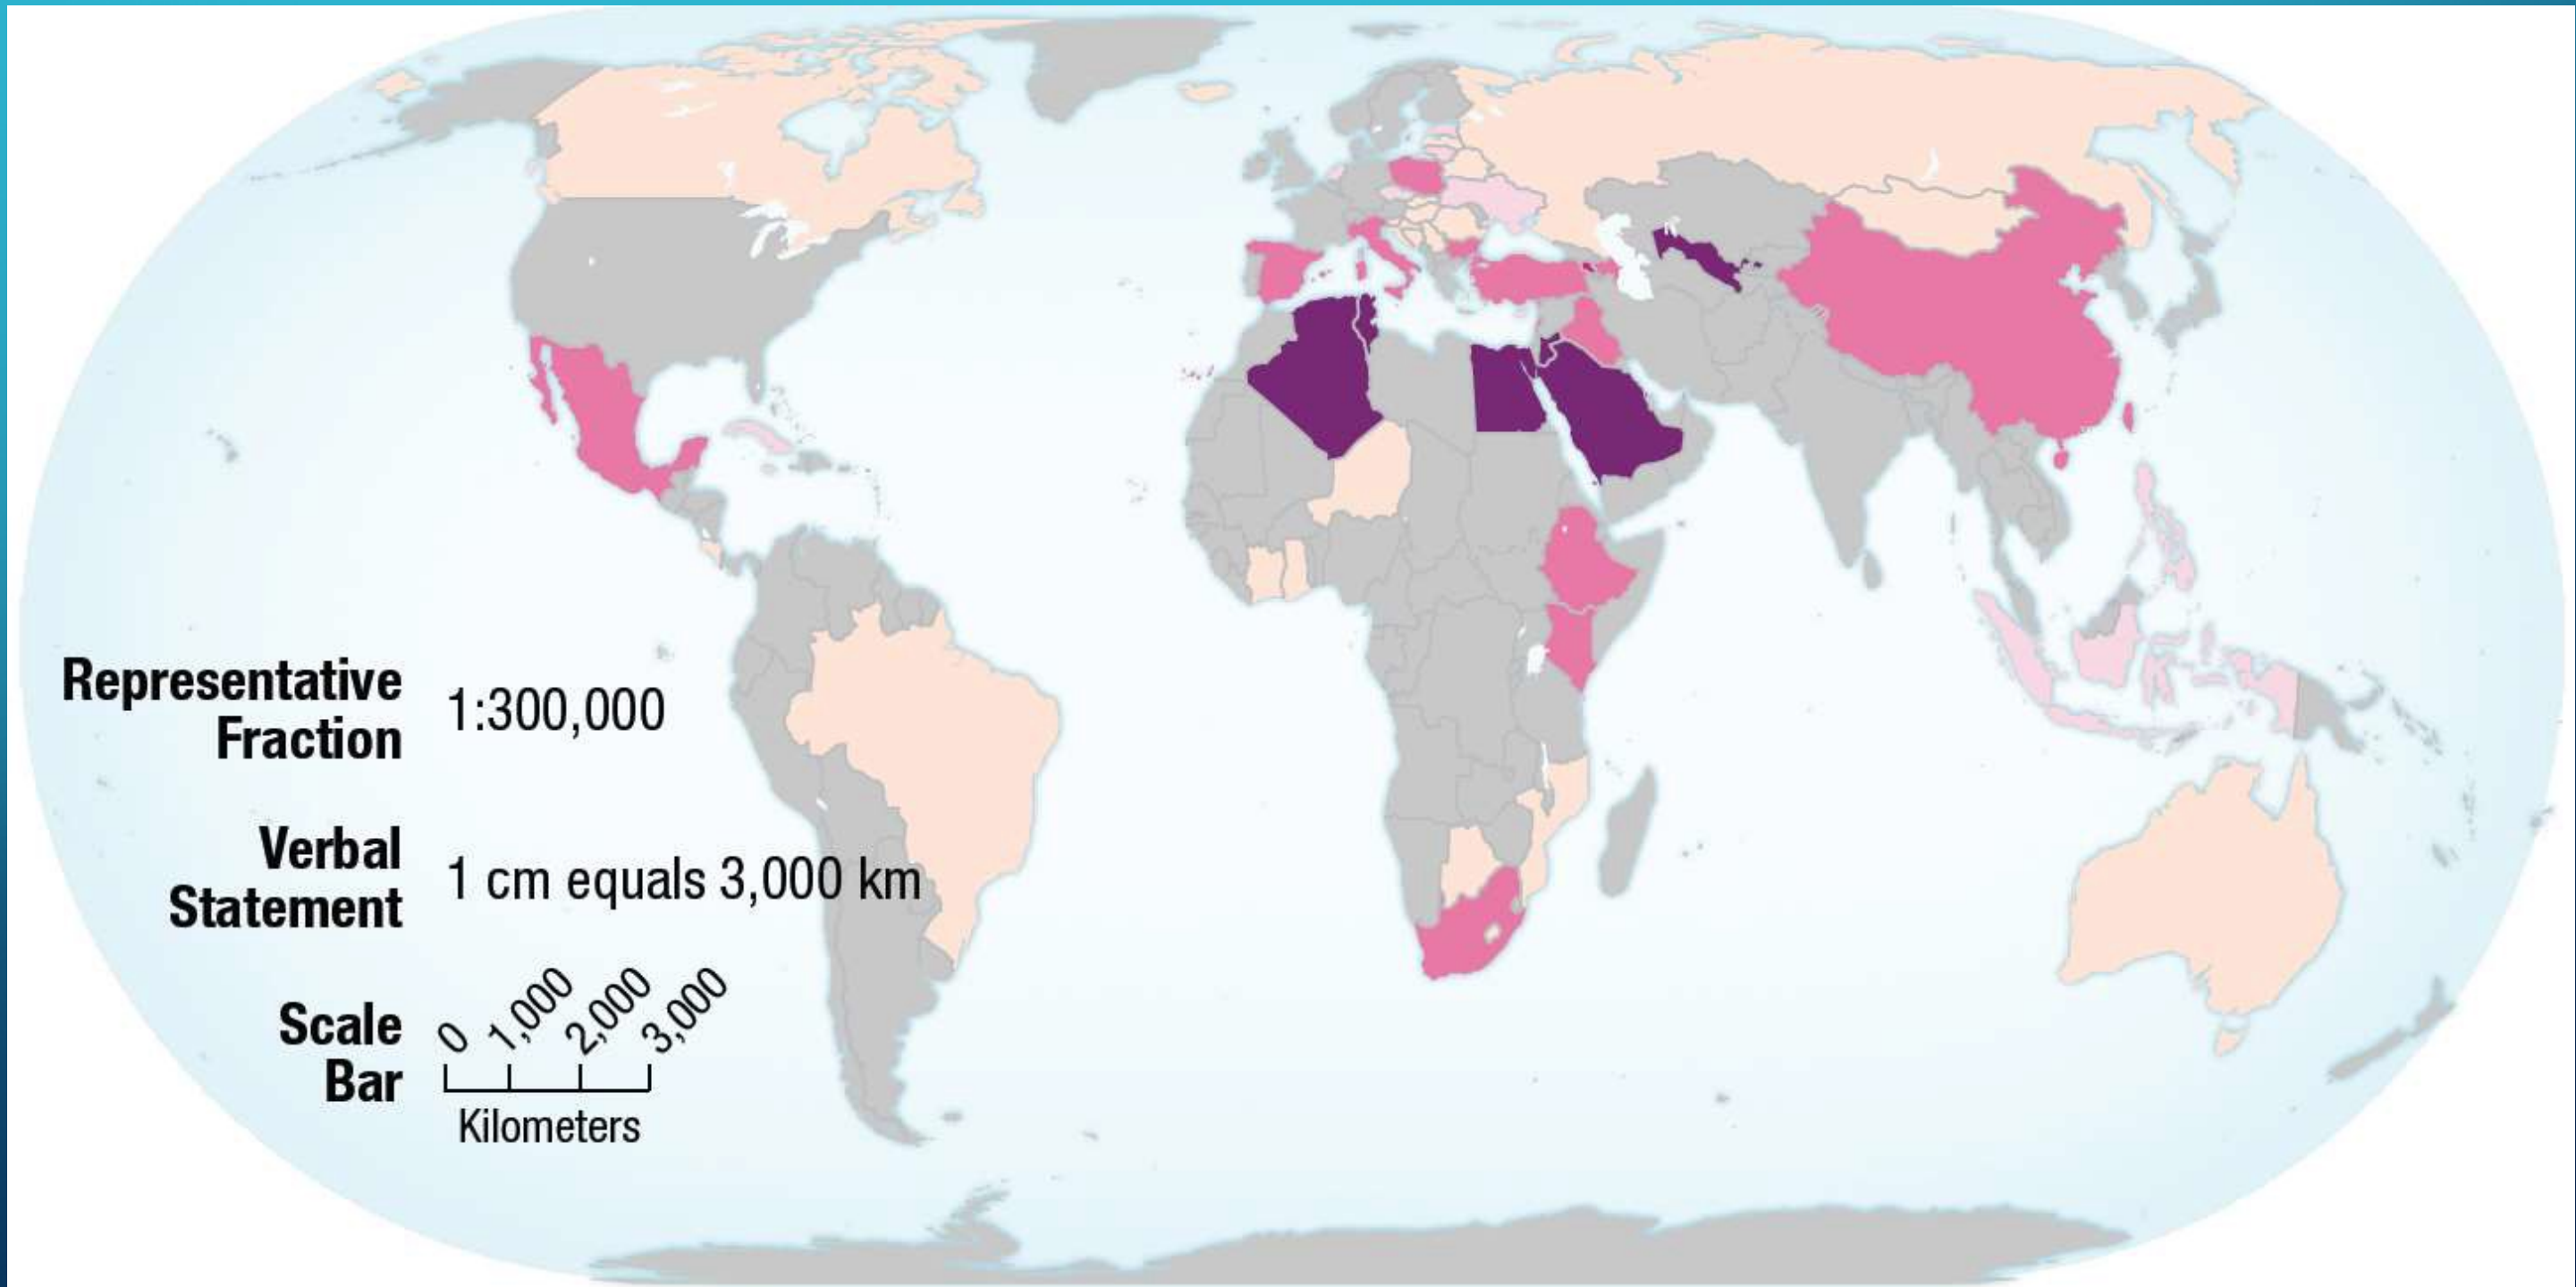 Representative
Fraction
1:300,000
Verbal
Statement
1 cm equals 3,000 km
Scale
Bar
0
1,000
2,000
3,000
Kilometers